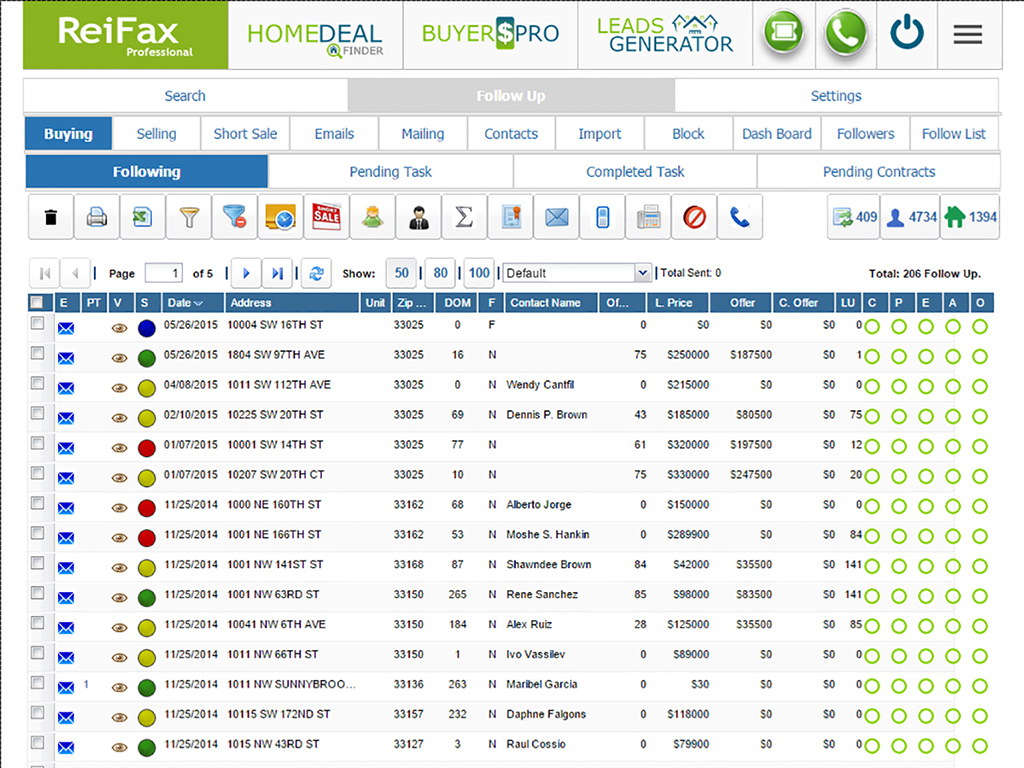 ReiFax
Professional
HOMEDEAL
FINDER
BUYER$PRO
LEADS
GENERATOR
Search Follow Up Settings
Buying Selling Short Sale Emails Mailing Contacts Import Block Dash Board Followers Follow List
Following Pending Task Completed Task Pending Contracts
SALE 409 4734 1394
Page 1 of 5 Show: 50 80 100 Default Total Sent: 0 Total: 206 Follow Up.
E PT V S Date Address Unit Zip ... DOM F Contact Name Of... L. Price Offer C. Offer LU C P E A O
05/26/2015 10004 SW 16TH ST 33025 0 F 0 $0 $0 $0 0
05/26/2015 1804 SW 97TH AVE 33025 16 N 75 $250000 $187500 $0 1
04/08/2015 1011 SW 112TH AVE 33025 0 N Wendy Cantfil 0 $215000 $0 $0 0
02/10/2015 10225 SW 20TH ST 33025 69 N Dennis P. Brown 43 $185000 $80500 $0 75
01/07/2015 10001 SW 14TH ST 33025 77 N 61 $320000 $197500 $0 12
01/07/2015 10207 SW 20TH CT 33025 10 N 75 $330000 $247500 $0 20
11/25/2014 1000 NE 160TH ST 33162 68 N Alberto Jorge 0 $150000 $0 $0 0
11/25/2014 1001 NE 166TH ST 33162 53 N Moshe S. Hankin 0 $289900 $0 $0 84
11/25/2014 1001 NW 141ST ST 33168 87 N Shawndee Brown 84 $42000 $35500 $0 141
11/25/2014 1001 NW 63RD ST 33150 265 N Rene Sanchez 85 $98000 $83500 $0 141
11/25/2014 10041 NW 6TH AVE 33150 184 N Alex Ruiz 28 $125000 $35500 $0 85
11/25/2014 1001 NW 66TH ST 33150 1 N Ivo Vassilev 0 $89000 $0 $0 0
1 11/25/2014 1011 NW SUNNYBROO... 33136 263 N Maribel Garcia 0 $30 $0 $0 0
11/25/2014 10115 SW 172ND ST 33157 232 N Daphne Falgons 0 $118000 $0 $0 0
11/25/2014 1015 NW 43RD ST 33127 3 N Raul Cossio 0 $79900 $0 $0 0